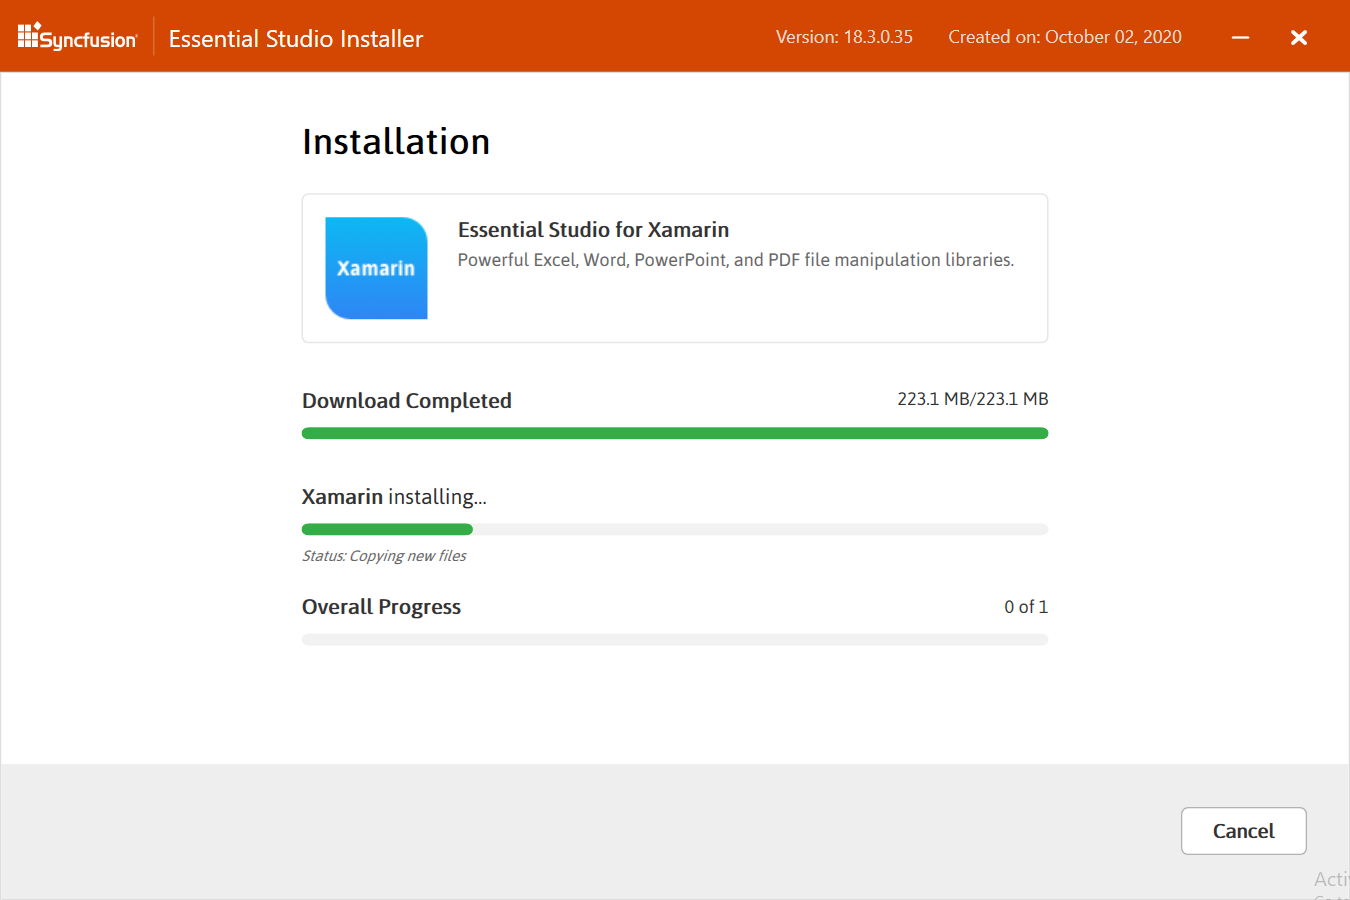 Syncfusion
Essential Studio Installer
Version: 18.3.0.35
Created on: October 02, 2020
Installation
Xamarin
Essential Studio for Xamarin
Powerful Excel, Word, PowerPoint, and PDF file manipulation libraries.
Download Completed
223.1 MB/223.1 MB
Xamarin installing...
Status: Copying new files
Overall Progress
0 of 1
Cancel
Acti